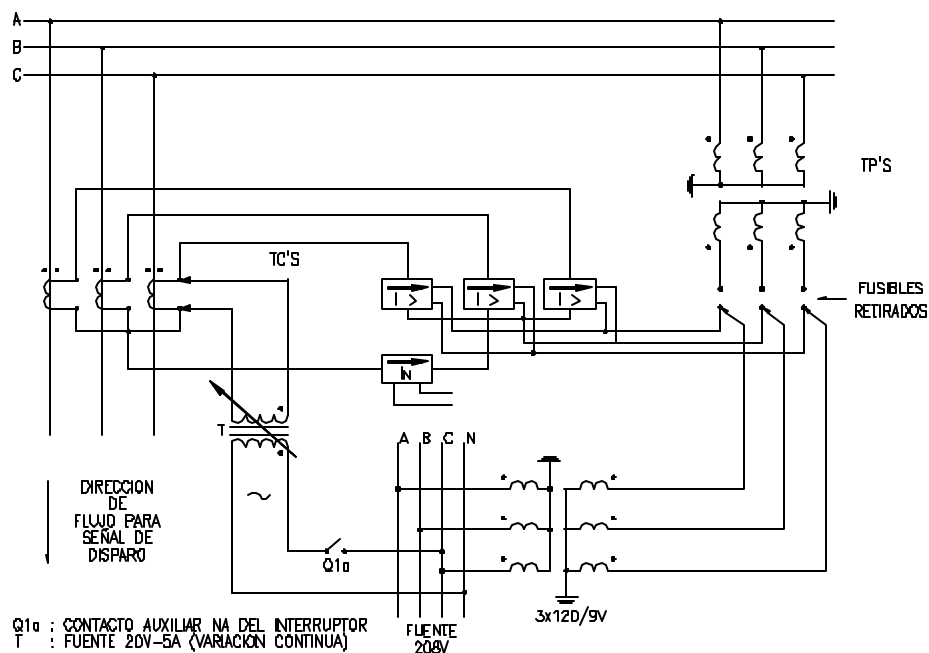 A
B
C
TP'S
TC'S
I >
I >
I >
FUSIBLES
RETIRADOS
IN
T
A B C N
DIRECCION
DE
FLUJO PARA
SEÑAL DE
DISPARO
~
Q1a
3x120/9V
Q1a : CONTACTO AUXILIAR NA DEL INTERRUPTOR
T : FUENTE 20V-5A (VARIACION CONTINUA)
FUENTE
208V